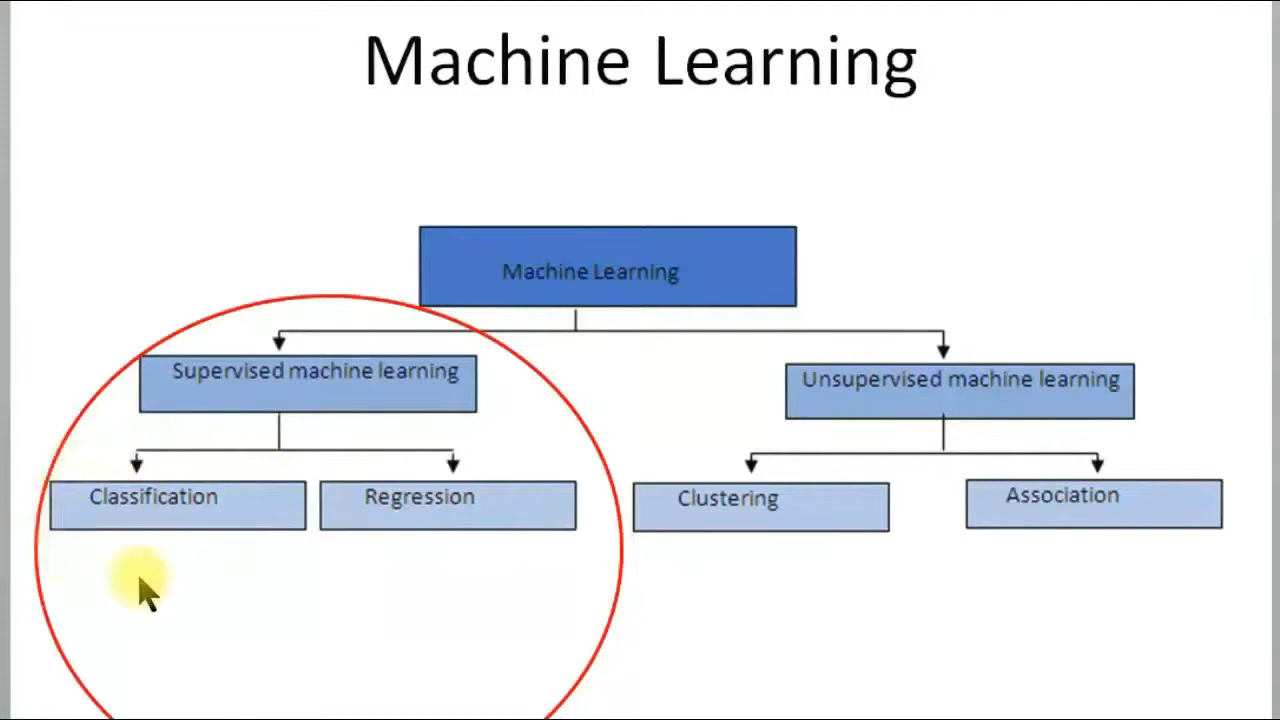 Machine Learning
Machine Learning
Supervised machine learning
Unsupervised machine learning
Classification
Regression
Clustering
Association